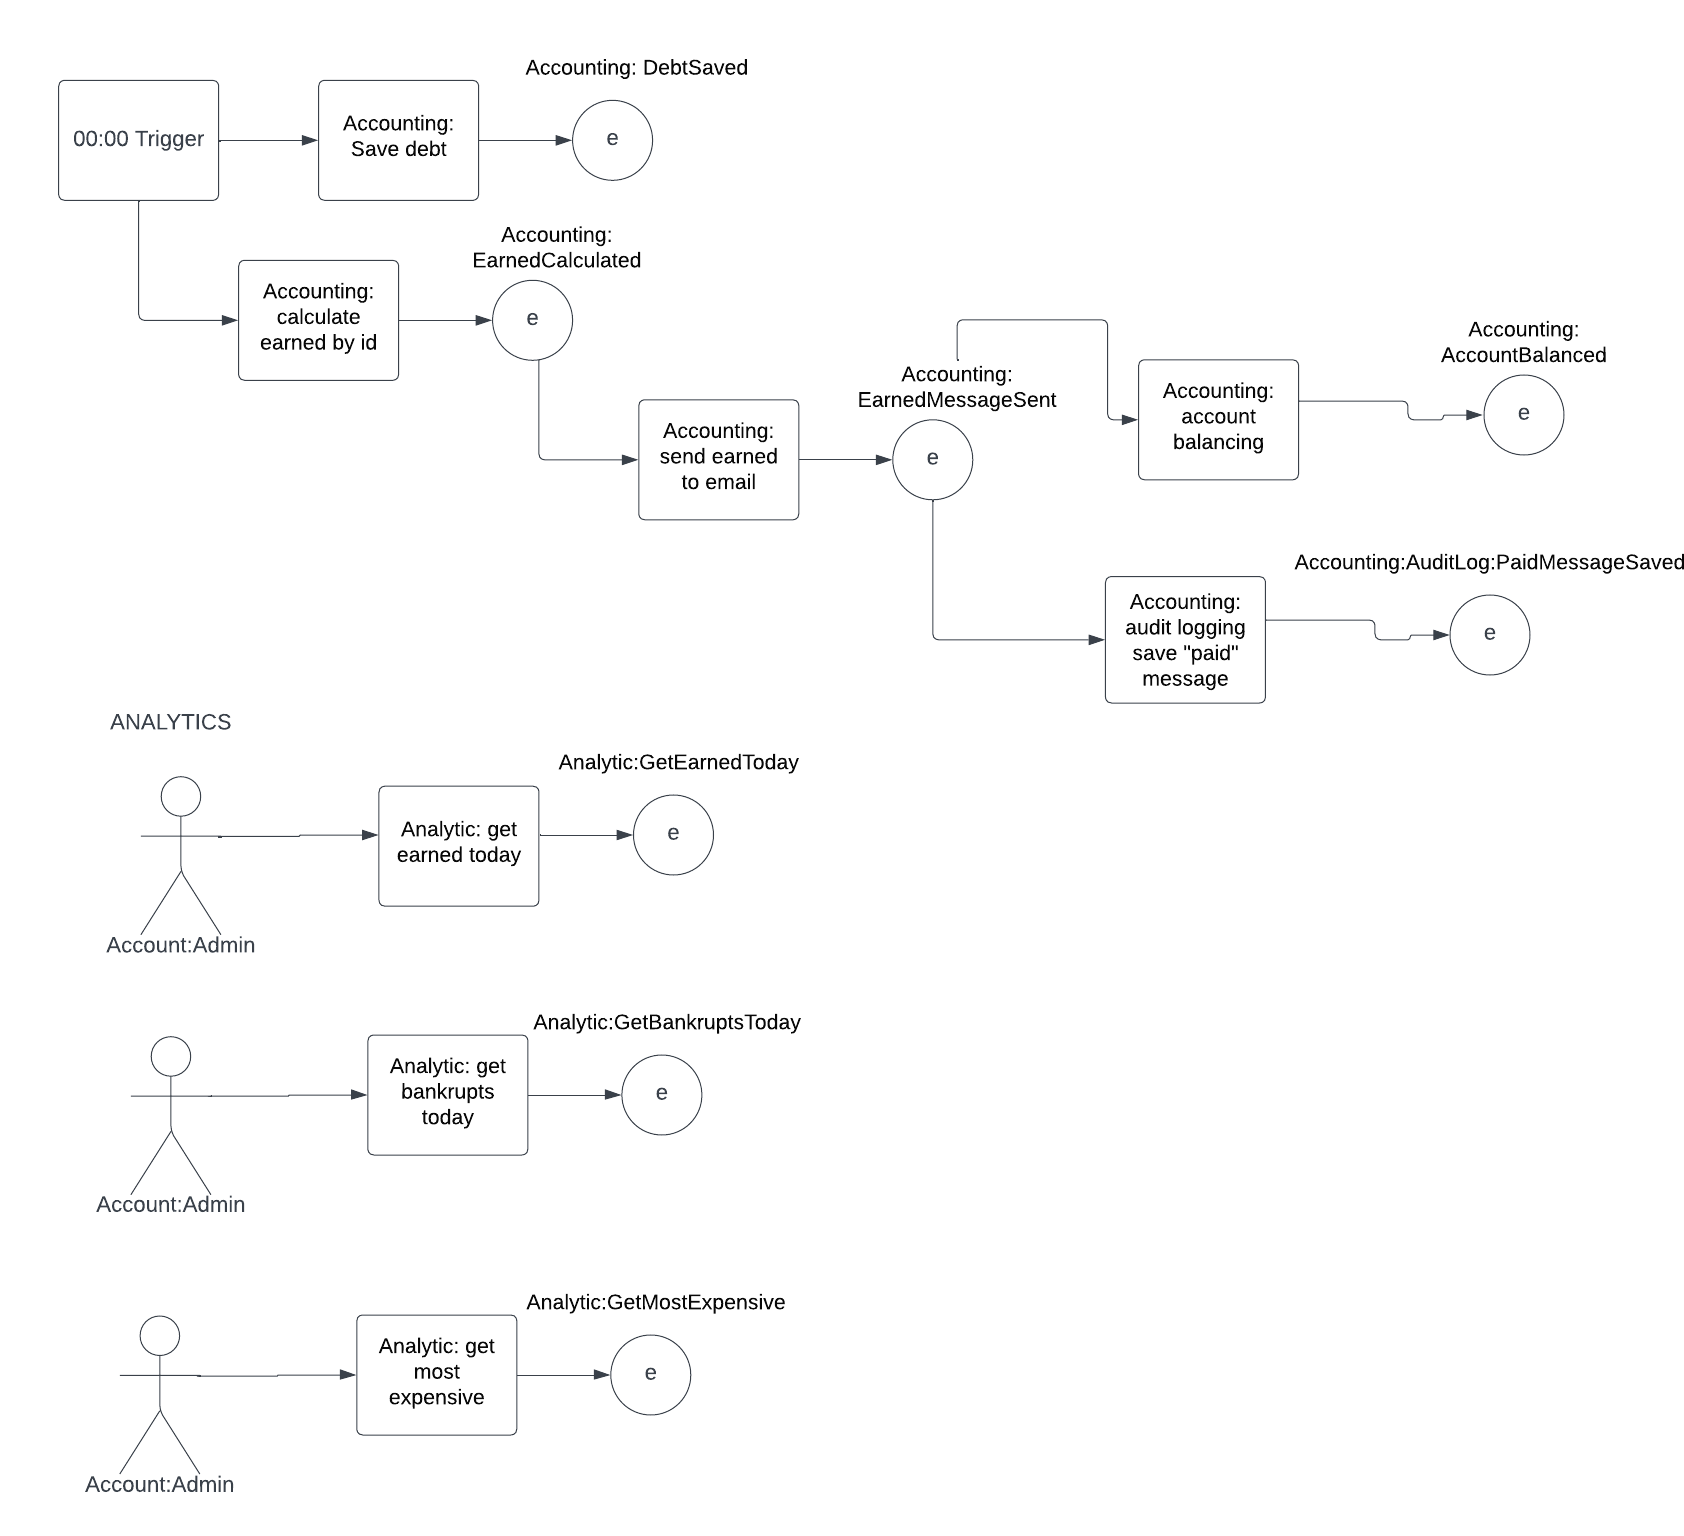 Accounting: DebtSaved
00:00 Trigger
Accounting:
Save debt
e
Accounting:
EarnedCalculated
Accounting:
calculate
earned by id
e
Accounting:
send earned
to email
Accounting:
EarnedMessageSent
e
Accounting:
account
balancing
Accounting:
AccountBalanced
e
Accounting:
audit logging
save "paid"
message
Accounting:AuditLog:PaidMessageSaved
e
ANALYTICS
Account:Admin
Analytic: get
earned today
Analytic:GetEarnedToday
e
Account:Admin
Analytic: get
bankrupts
today
Analytic:GetBankruptsToday
e
Account:Admin
Analytic: get
most
expensive
Analytic:GetMostExpensive
e